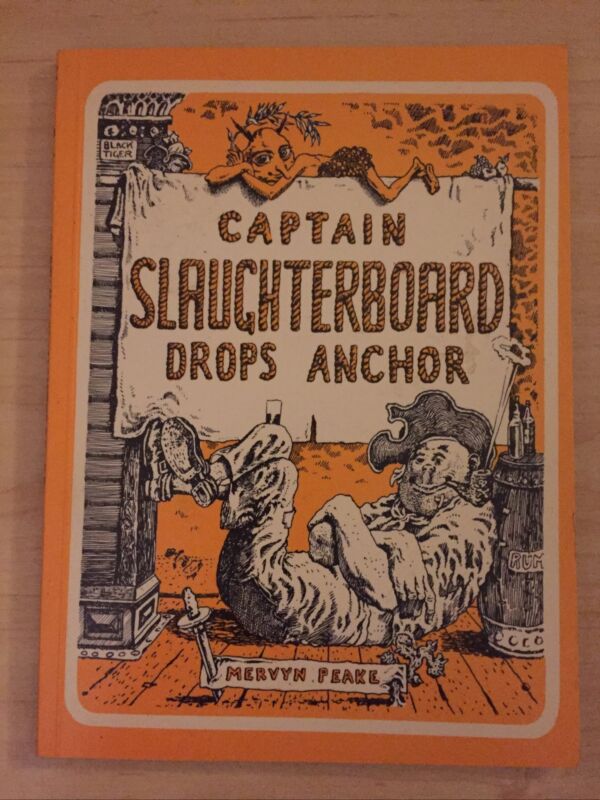 BLACK
TIGER
CAPTAIN
SLAUGHTERBOARD
DROPS ANCHOR
RUM
MERVYN PEAKE